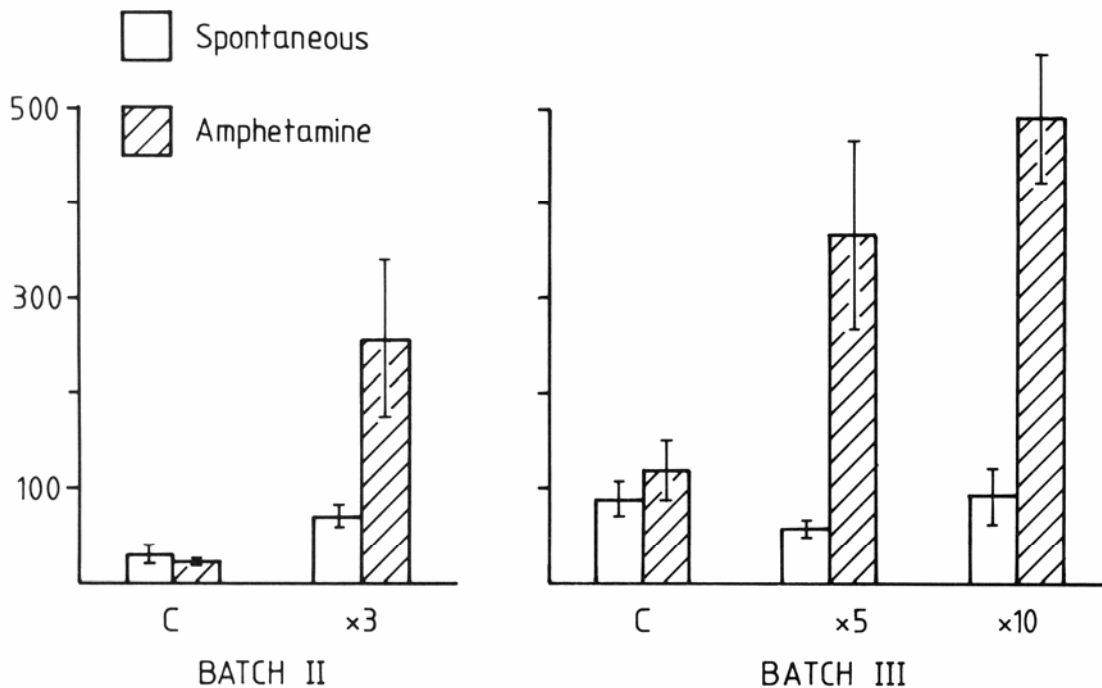 Spontaneous
Amphetamine
500
300
100
C ×3 C ×5 ×10
BATCH II BATCH III